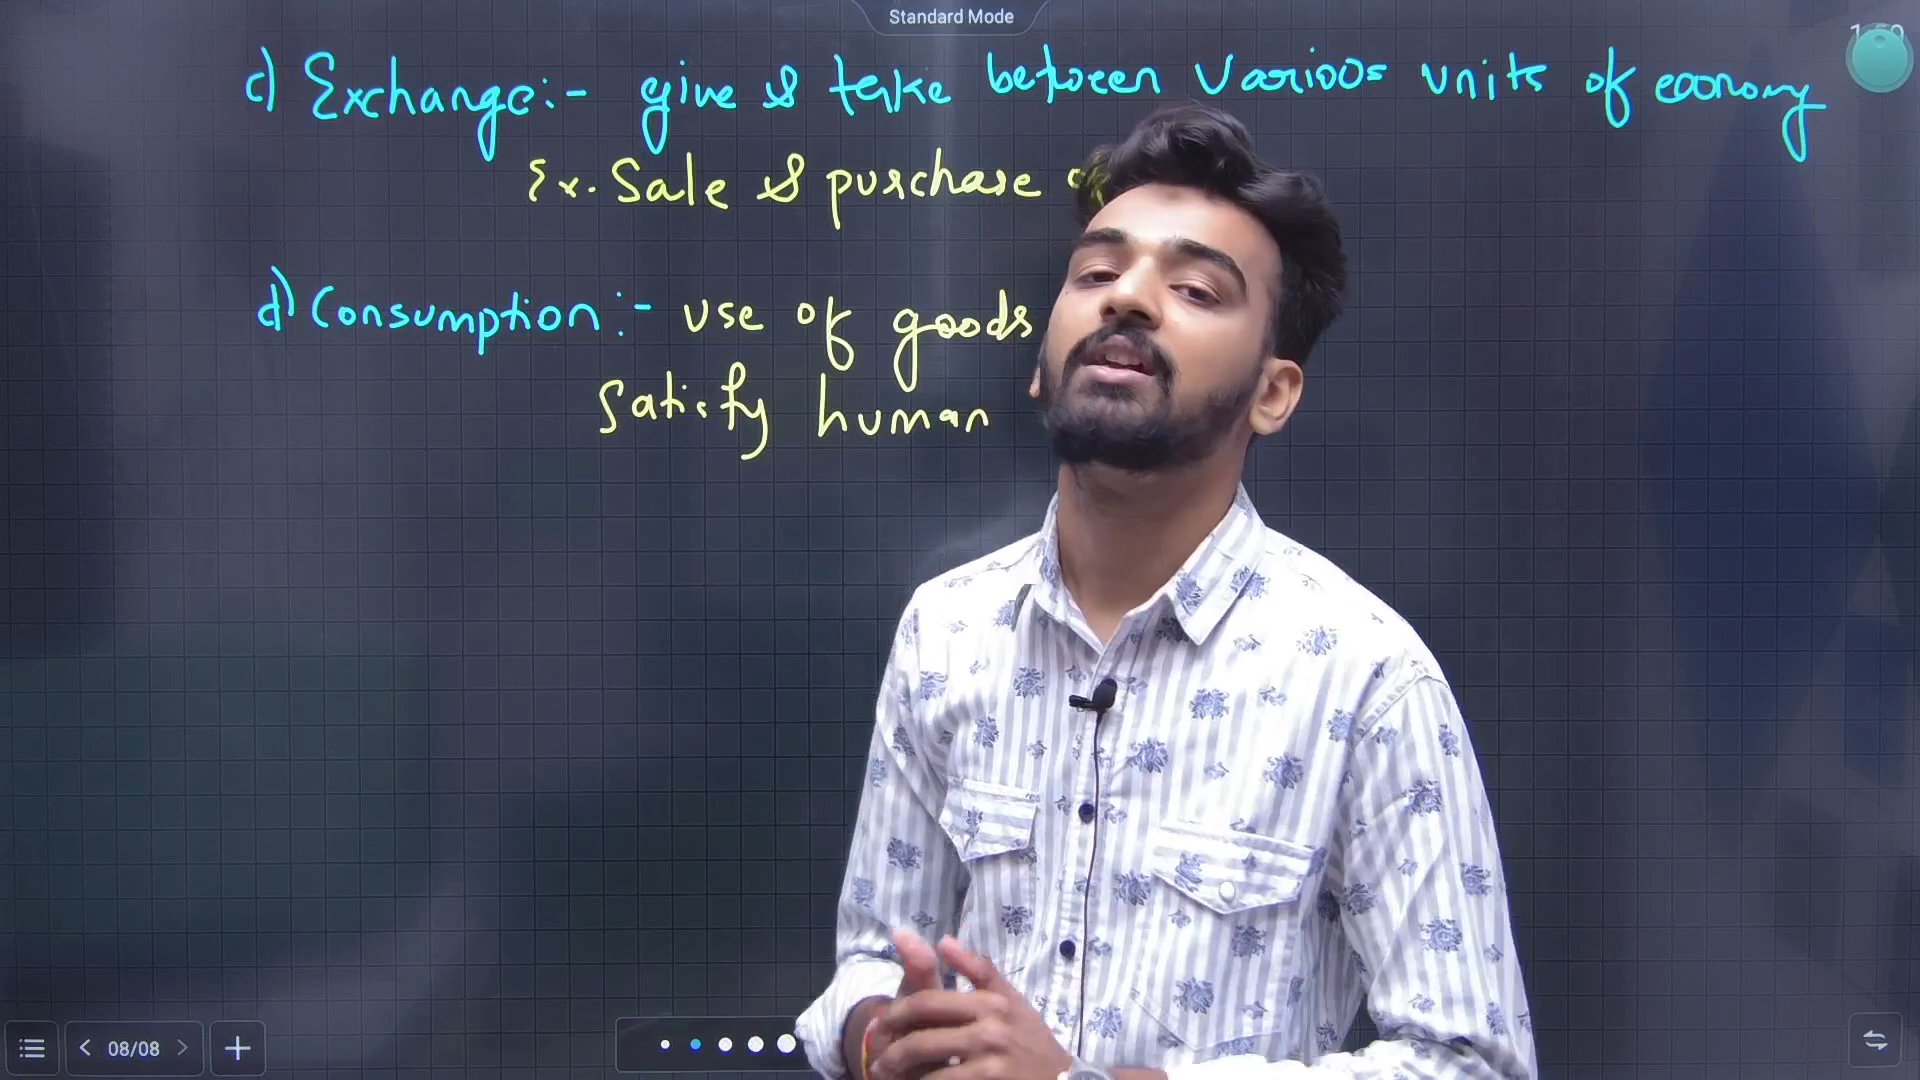 Standard Mode
c) Exchange:- give & take between various units of economy
Ex. Sale & purchase
d) Consumption:- use of goods
Satisfy human
08/08